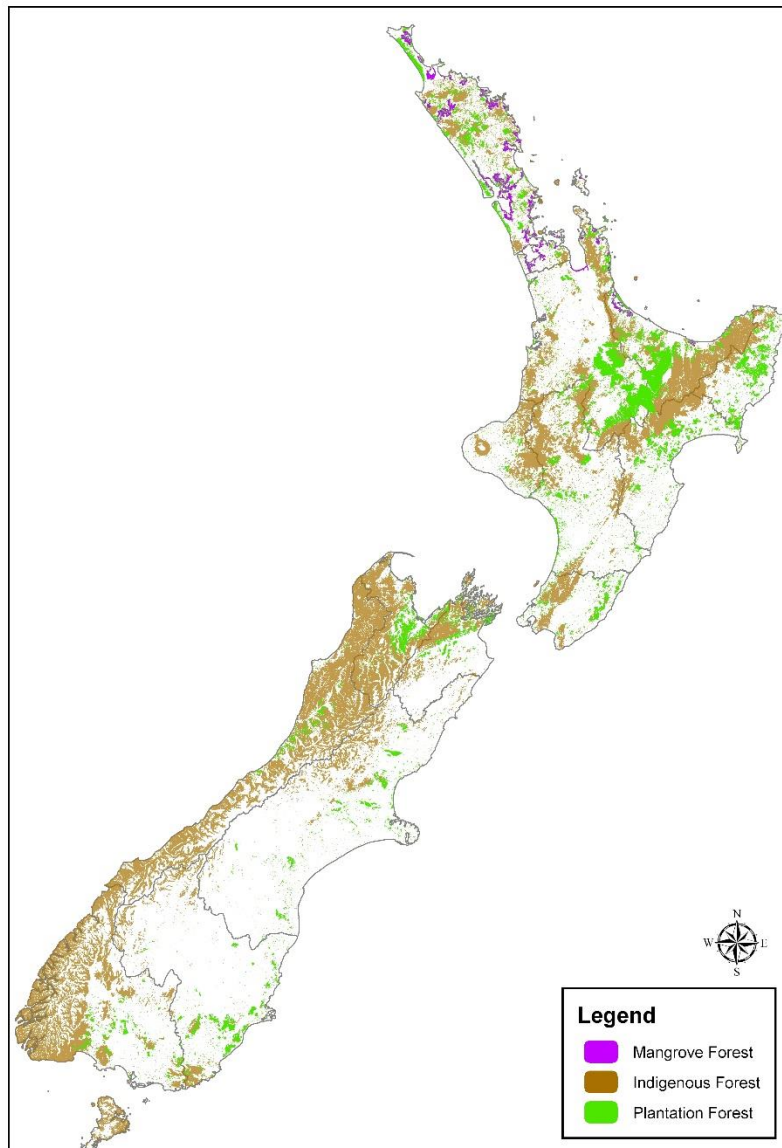 N
W E
S
Legend
Mangrove Forest
Indigenous Forest
Plantation Forest